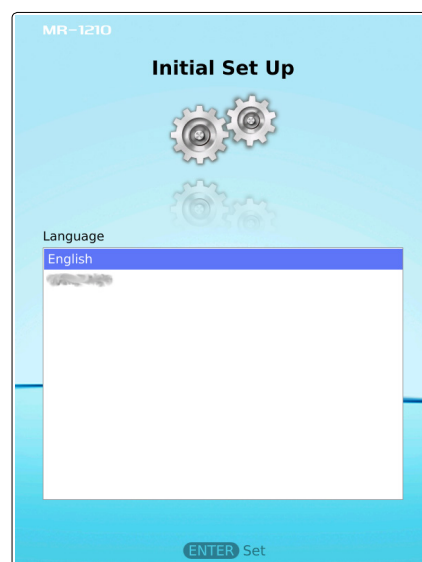 MR-1210
Initial Set Up
Language
English
ENTER Set